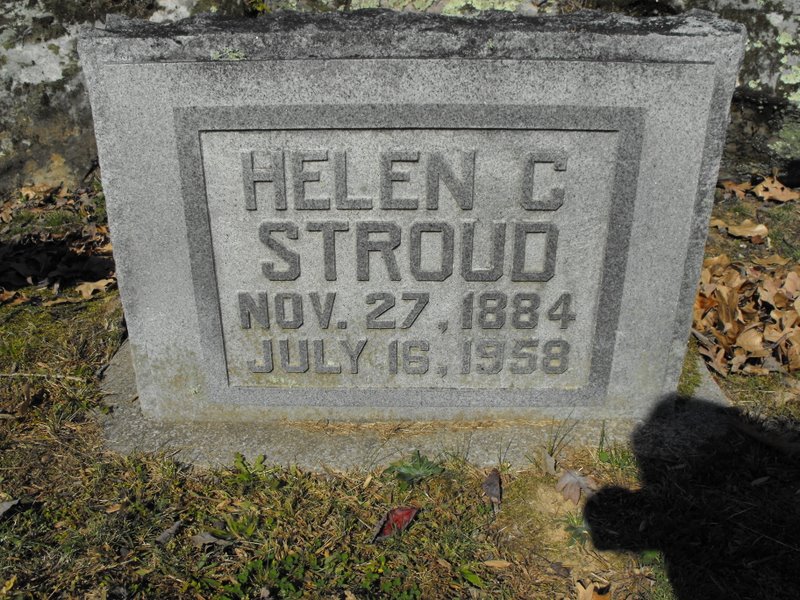 HELEN C
STROUD
NOV. 27, 1884
JULY 16, 1958